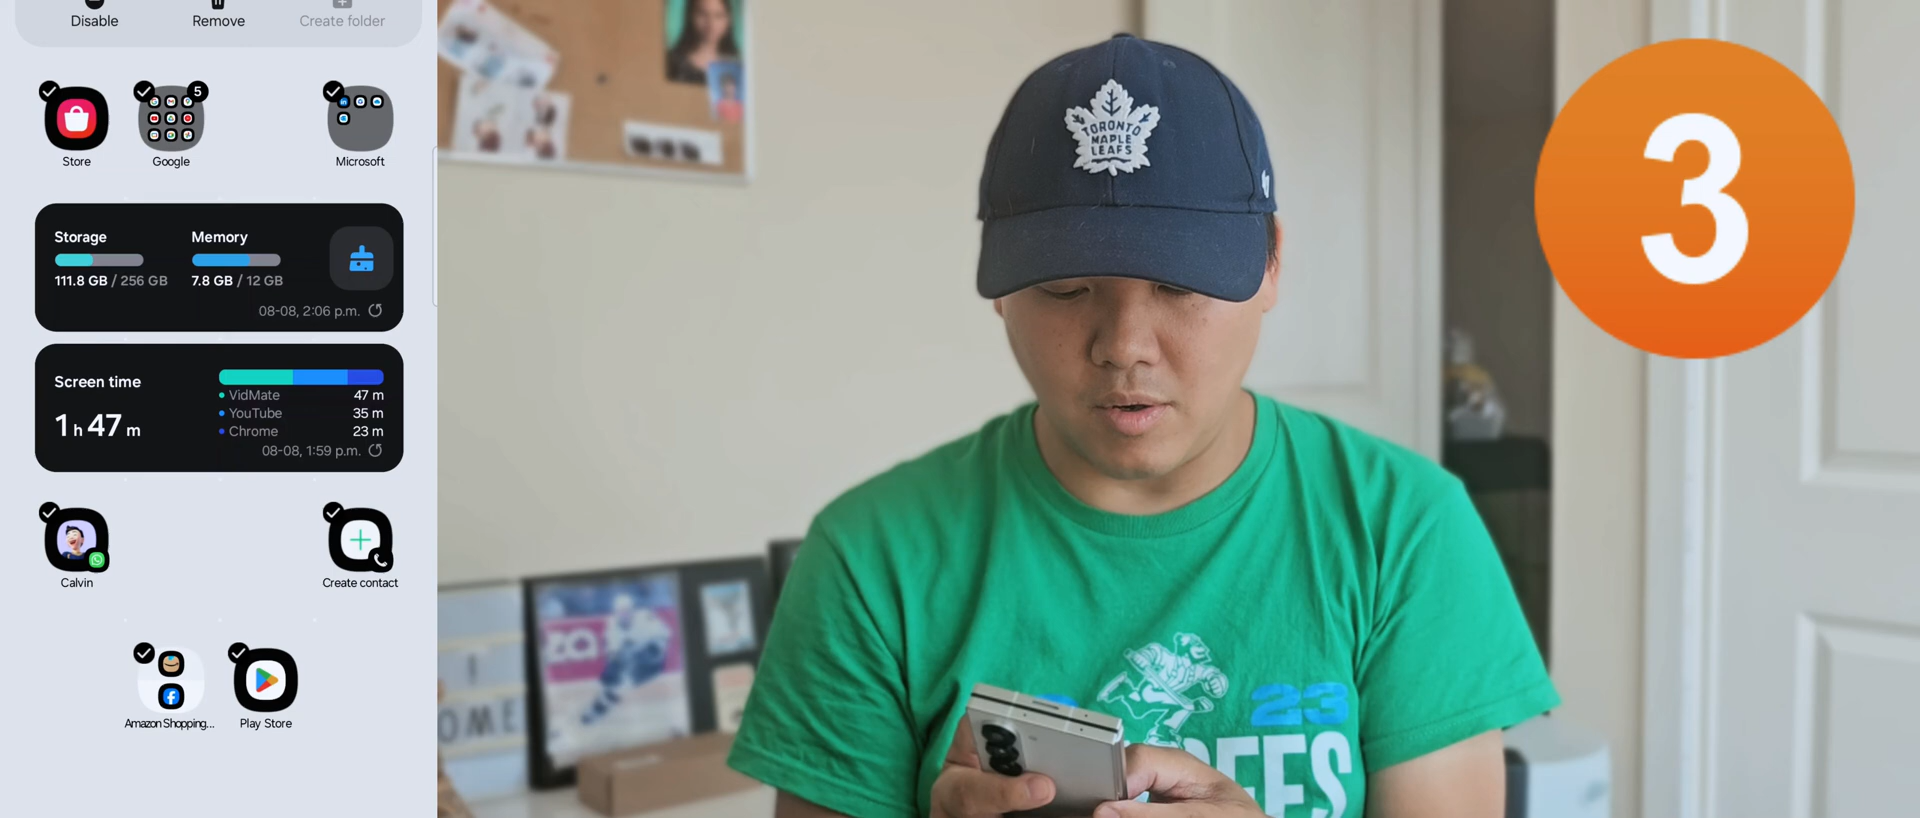 Disable
Remove
Create folder
5
Store
Google
Microsoft
Storage
Memory
111.8 GB / 256 GB
7.8 GB / 12 GB
08-08, 2:06 p.m.
Screen time
1 h 47 m
VidMate 47 m
YouTube 35 m
Chrome 23 m
08-08, 1:59 p.m.
Calvin
Create contact
Amazon Shopping...
Play Store
TORONTO
MAPLE
LEAFS
3
OME
23
EES